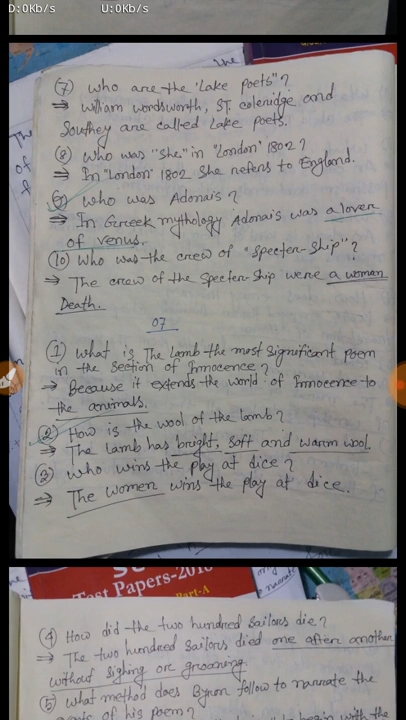 D:0Kb/s U:0Kb/s
(7) Who are the "Lake poets"?
⇒ William wordsworth, ST. coleridge and
Southey are called Lake poets.
(8) Who was "She" in "London' 1802?
⇒ In "London' 1802 She refers to England.
(9) Who was Adonais?
⇒ In Greek mythology Adonais was a lover
of venus.
(10) Who was the crew of "Specter-Ship"?
⇒ The crew of the Specter-Ship were a woman
Death.
07
(1) What is The Lamb the most significant poem
in the section of Innocence?
⇒ Because it extends the world of Innocence to
the animals.
(2) How is the wool of the lamb?
⇒ The lamb has bright, soft and warm wool.
(3) Who wins the play at dice?
⇒ The women wins the play at dice.
Test Papers-201
Part-A
(4) How did the two hundred Sailors die?
⇒ The two hundred Sailors died one after another
without sighing or groaning.
(5) What method does Byron follow to narrate the
of his poem?
begin with the